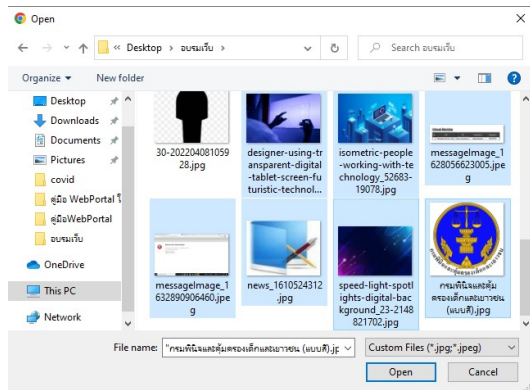 Open
Desktop › อบรมเว็บ ›
Search อบรมเว็บ
Organize
New folder
Desktop
Downloads
Documents
Pictures
covid
คู่มือ WebPortal
คู่มือWebPortal
อบรมเว็บ
OneDrive
This PC
Network
30-202204081059
28.jpg
designer-using-tr
ansparent-digital
-tablet-screen-fu
turistic-technol...
isometric-people
-working-with-te
chnology_52683-
19078.jpg
messageImage_1
628056623005.jpe
g
messageImage_1
632890906460.jpe
g
news_1610524312
.jpg
speed-light-spotl
ights-digital-bac
kground_23-2148
821702.jpg
กรมพินิจและคุ้ม
ครองเด็กและเยาวชน
(แบบสี).jpg
File name:
"กรมพินิจและคุ้มครองเด็กและเยาวชน (แบบสี).jp
Custom Files (*.jpg;*.jpeg)
Open
Cancel